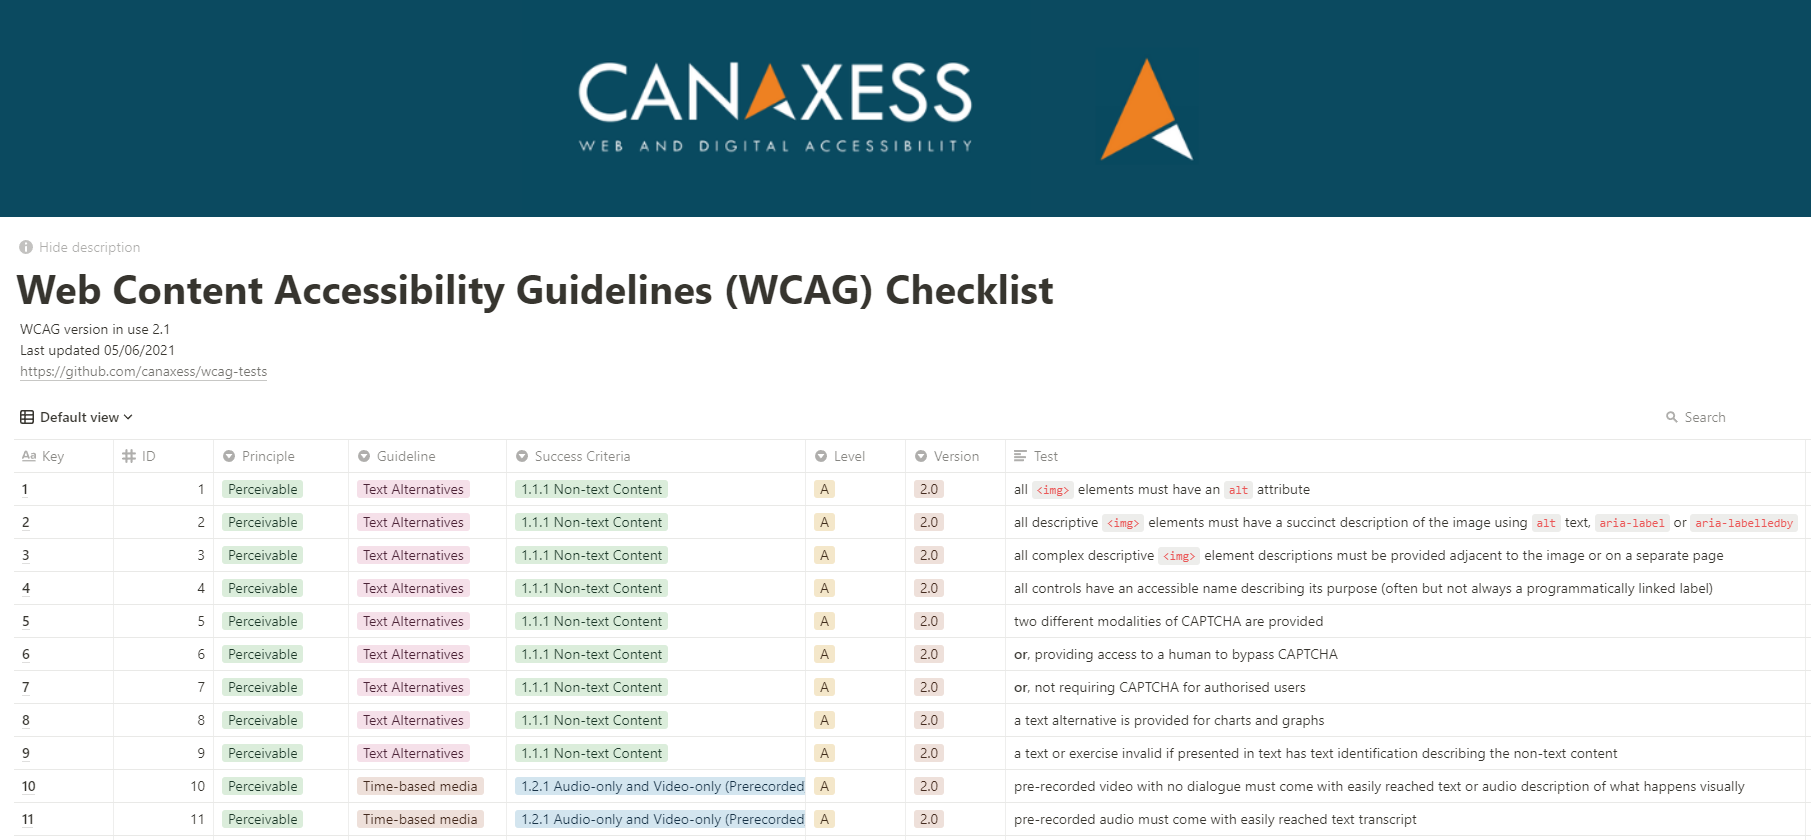 CANAXESS
WEB AND DIGITAL ACCESSIBILITY
Hide description
Web Content Accessibility Guidelines (WCAG) Checklist
WCAG version in use 2.1
Last updated 05/06/2021
https://github.com/canaxess/wcag-tests
Default view Search
Aa Key # ID Principle Guideline Success Criteria Level Version Test
1 1 Perceivable Text Alternatives 1.1.1 Non-text Content A 2.0 all <img> elements must have an alt attribute
2 2 Perceivable Text Alternatives 1.1.1 Non-text Content A 2.0 all descriptive <img> elements must have a succinct description of the image using alt text, aria-label or aria-labelledby
3 3 Perceivable Text Alternatives 1.1.1 Non-text Content A 2.0 all complex descriptive <img> element descriptions must be provided adjacent to the image or on a separate page
4 4 Perceivable Text Alternatives 1.1.1 Non-text Content A 2.0 all controls have an accessible name describing its purpose (often but not always a programmatically linked label)
5 5 Perceivable Text Alternatives 1.1.1 Non-text Content A 2.0 two different modalities of CAPTCHA are provided
6 6 Perceivable Text Alternatives 1.1.1 Non-text Content A 2.0 or, providing access to a human to bypass CAPTCHA
7 7 Perceivable Text Alternatives 1.1.1 Non-text Content A 2.0 or, not requiring CAPTCHA for authorised users
8 8 Perceivable Text Alternatives 1.1.1 Non-text Content A 2.0 a text alternative is provided for charts and graphs
9 9 Perceivable Text Alternatives 1.1.1 Non-text Content A 2.0 a text or exercise invalid if presented in text has text identification describing the non-text content
10 10 Perceivable Time-based media 1.2.1 Audio-only and Video-only (Prerecorded A 2.0 pre-recorded video with no dialogue must come with easily reached text or audio description of what happens visually
11 11 Perceivable Time-based media 1.2.1 Audio-only and Video-only (Prerecorded A 2.0 pre-recorded audio must come with easily reached text transcript